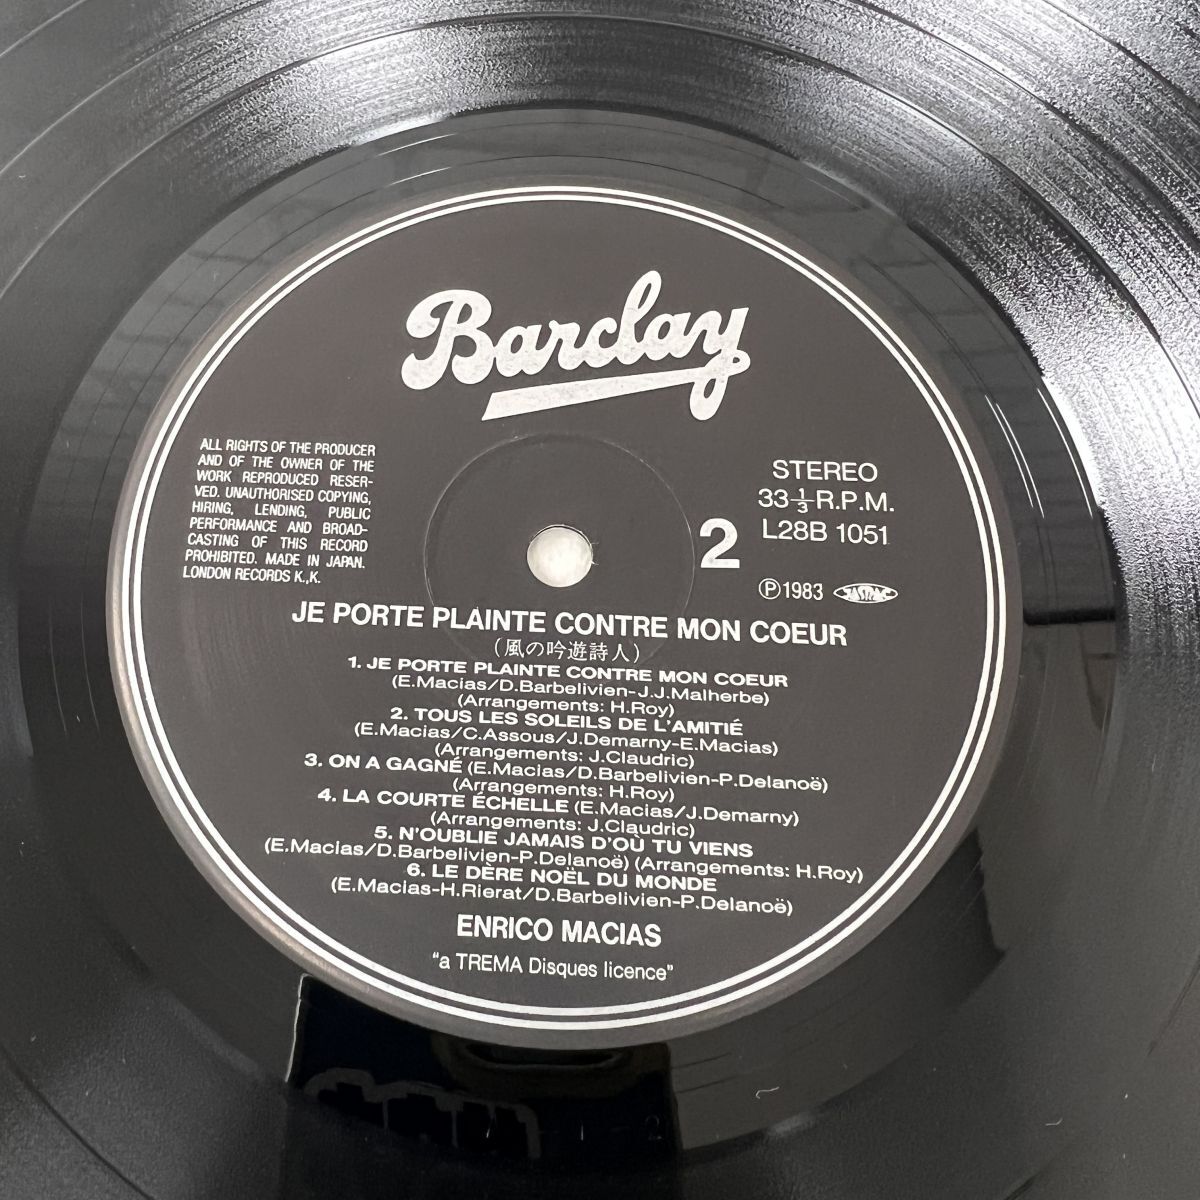 Barclay
ALL RIGHTS OF THE PRODUCER
AND OF THE OWNER OF THE
WORK REPRODUCED RESER-
VED. UNAUTHORISED COPYING,
HIRING, LENDING, PUBLIC
PERFORMANCE AND BROAD-
CASTING OF THIS RECORD
PROHIBITED. MADE IN JAPAN.
LONDON RECORDS K.,K.
STEREO
33 1/3 R.P.M.
L28B 1051
2
Ⓟ1983 JASRAC
JE PORTE PLAINTE CONTRE MON COEUR
(風の吟遊詩人)
1. JE PORTE PLAINTE CONTRE MON COEUR
(E.Macias/D.Barbelivien-J.J.Malherbe)
(Arrangements: H.Roy)
2. TOUS LES SOLEILS DE L'AMITIÉ
(E.Macias/C.Assous/J.Demarny-E.Macias)
(Arrangements: J.Claudric)
3. ON A GAGNÉ (E.Macias/D.Barbelivien-P.Delanoë)
(Arrangements: H.Roy)
4. LA COURTE ÉCHELLE (E.Macias/J.Demarny)
(Arrangements: J.Claudric)
5. N'OUBLIE JAMAIS D'OÙ TU VIENS
(E.Macias/D.Barbelivien-P.Delanoë) (Arrangements: H.Roy)
6. LE DÈRE NOËL DU MONDE
(E.Macias-H.Rierat/D.Barbelivien-P.Delanoë)
ENRICO MACIAS
"a TREMA Disques licence"